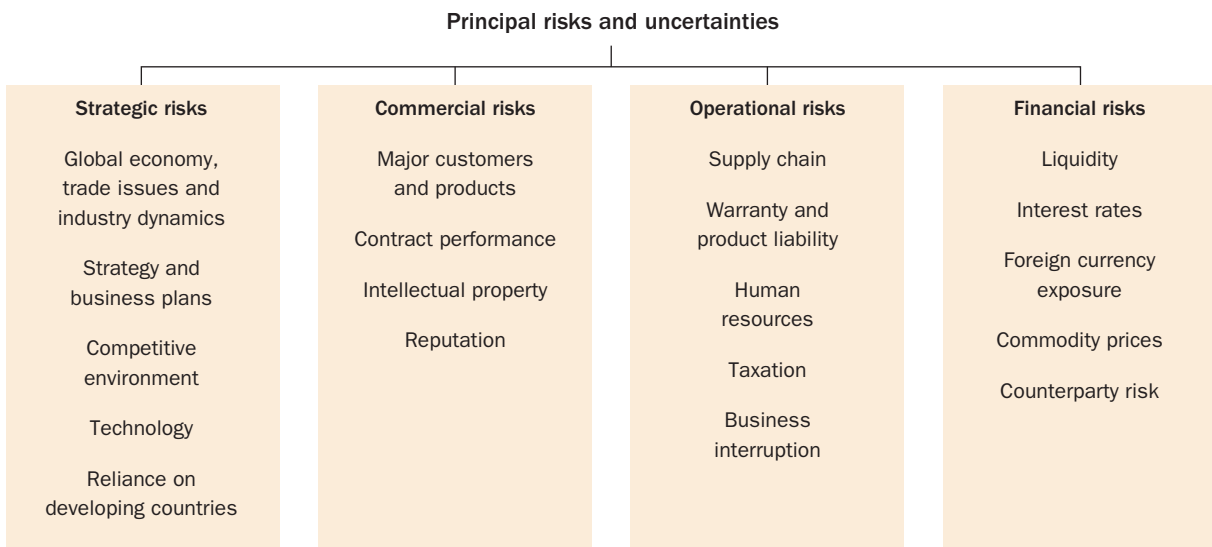 Principal risks and uncertainties
Strategic risks
Global economy,
trade issues and
industry dynamics
Strategy and
business plans
Competitive
environment
Technology
Reliance on
developing countries
Commercial risks
Major customers
and products
Contract performance
Intellectual property
Reputation
Operational risks
Supply chain
Warranty and
product liability
Human
resources
Taxation
Business
interruption
Financial risks
Liquidity
Interest rates
Foreign currency
exposure
Commodity prices
Counterparty risk